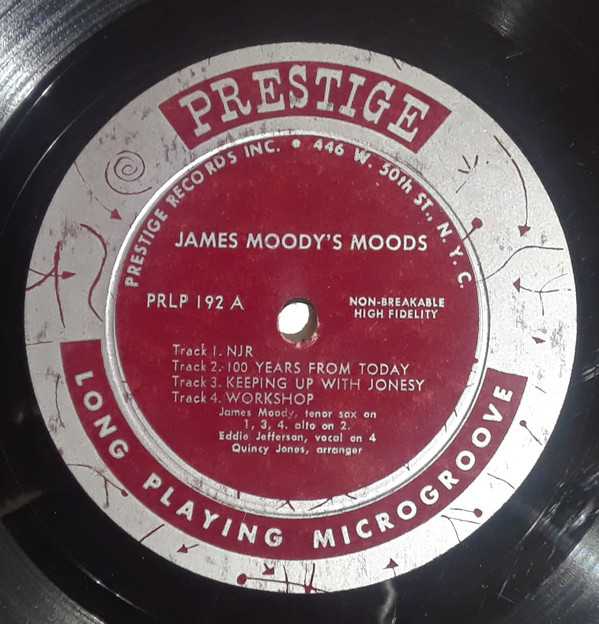 PRESTIGE
PRESTIGE RECORDS INC. • 446 W. 50th ST., N. Y. C.
JAMES MOODY'S MOODS
PRLP 192 A
NON-BREAKABLE
HIGH FIDELITY
Track 1. NJR
Track 2. 100 YEARS FROM TODAY
Track 3. KEEPING UP WITH JONESY
Track 4. WORKSHOP
James Moody, tenor sax on
1, 3, 4. alto on 2.
Eddie Jefferson, vocal on 4
Quincy Jones, arranger
LONG PLAYING MICROGROOVE